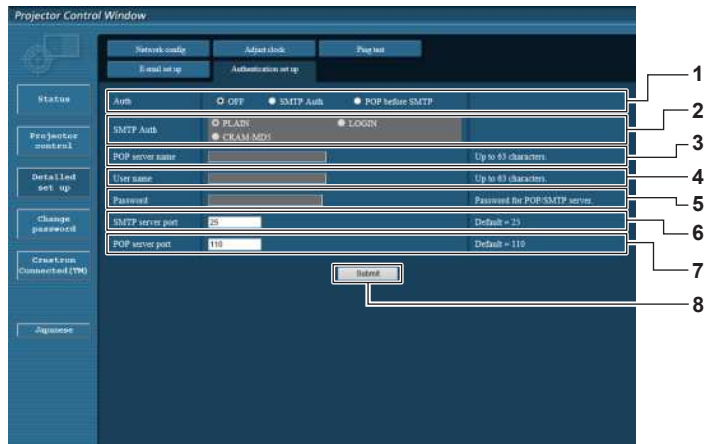 Projector Control Window
Network config Adjust clock Ping test
E-mail set up Authentication set up
Status
Projector control
Detailed set up
Change password
Crestron Connected(TM)
Japanese
Auth OFF SMTP Auth POP before SMTP 1
SMTP Auth PLAIN LOGIN 2
CRAM-MD5
POP server name Up to 63 characters. 3
User name Up to 63 characters. 4
Password Password for POP/SMTP server. 5
SMTP server port 25 Default = 25 6
POP server port 110 Default = 110 7
Submit 8